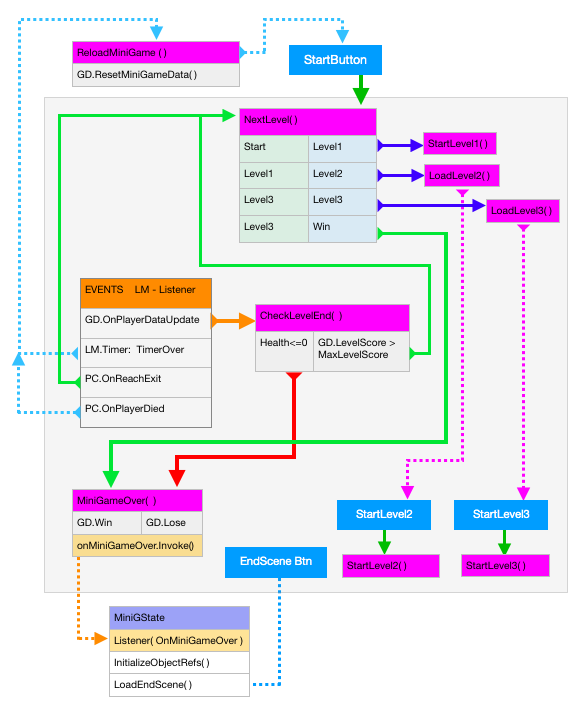 ReloadMiniGame ( )
GD.ResetMiniGameData( )
StartButton
NextLevel( )
Start Level1
Level1 Level2
Level3 Level3
Level3 Win
StartLevel1( )
LoadLevel2( )
LoadLevel3( )
EVENTS LM - Listener
GD.OnPlayerDataUpdate
LM.Timer: TimerOver
PC.OnReachExit
PC.OnPlayerDied
CheckLevelEnd( )
Health<=0 GD.LevelScore >
MaxLevelScore
MiniGameOver( )
GD.Win GD.Lose
onMiniGameOver.Invoke()
StartLevel2
StartLevel3
StartLevel2( )
StartLevel3( )
EndScene Btn
MiniGState
Listener( OnMiniGameOver )
InitializeObjectRefs( )
LoadEndScene( )